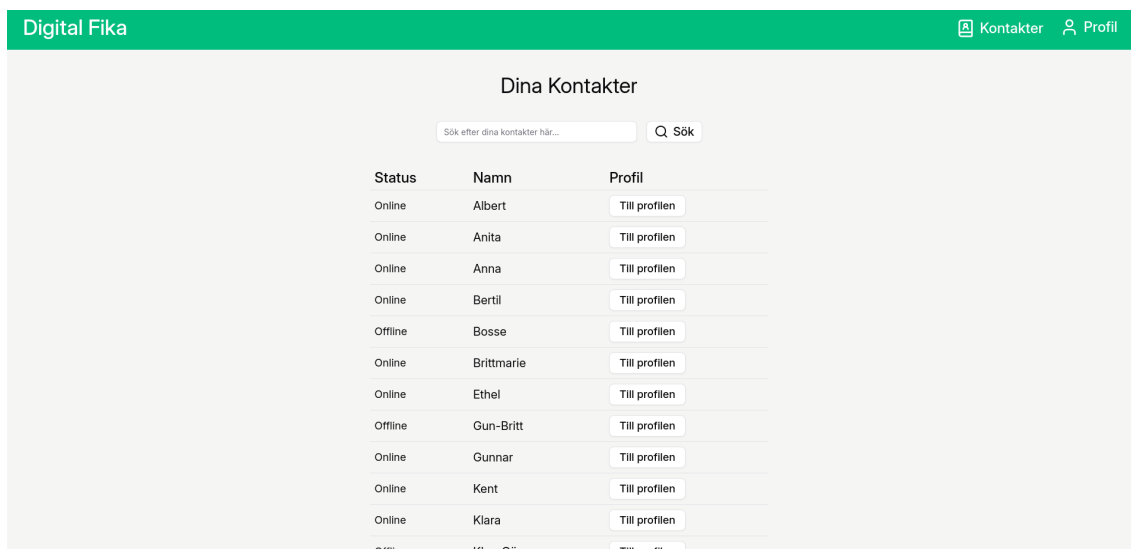 Digital Fika Kontakter Profil
Dina Kontakter
Sök efter dina kontakter här... Sök
Status Namn Profil
Online Albert Till profilen
Online Anita Till profilen
Online Anna Till profilen
Online Bertil Till profilen
Offline Bosse Till profilen
Online Brittmarie Till profilen
Online Ethel Till profilen
Offline Gun-Britt Till profilen
Online Gunnar Till profilen
Online Kent Till profilen
Online Klara Till profilen